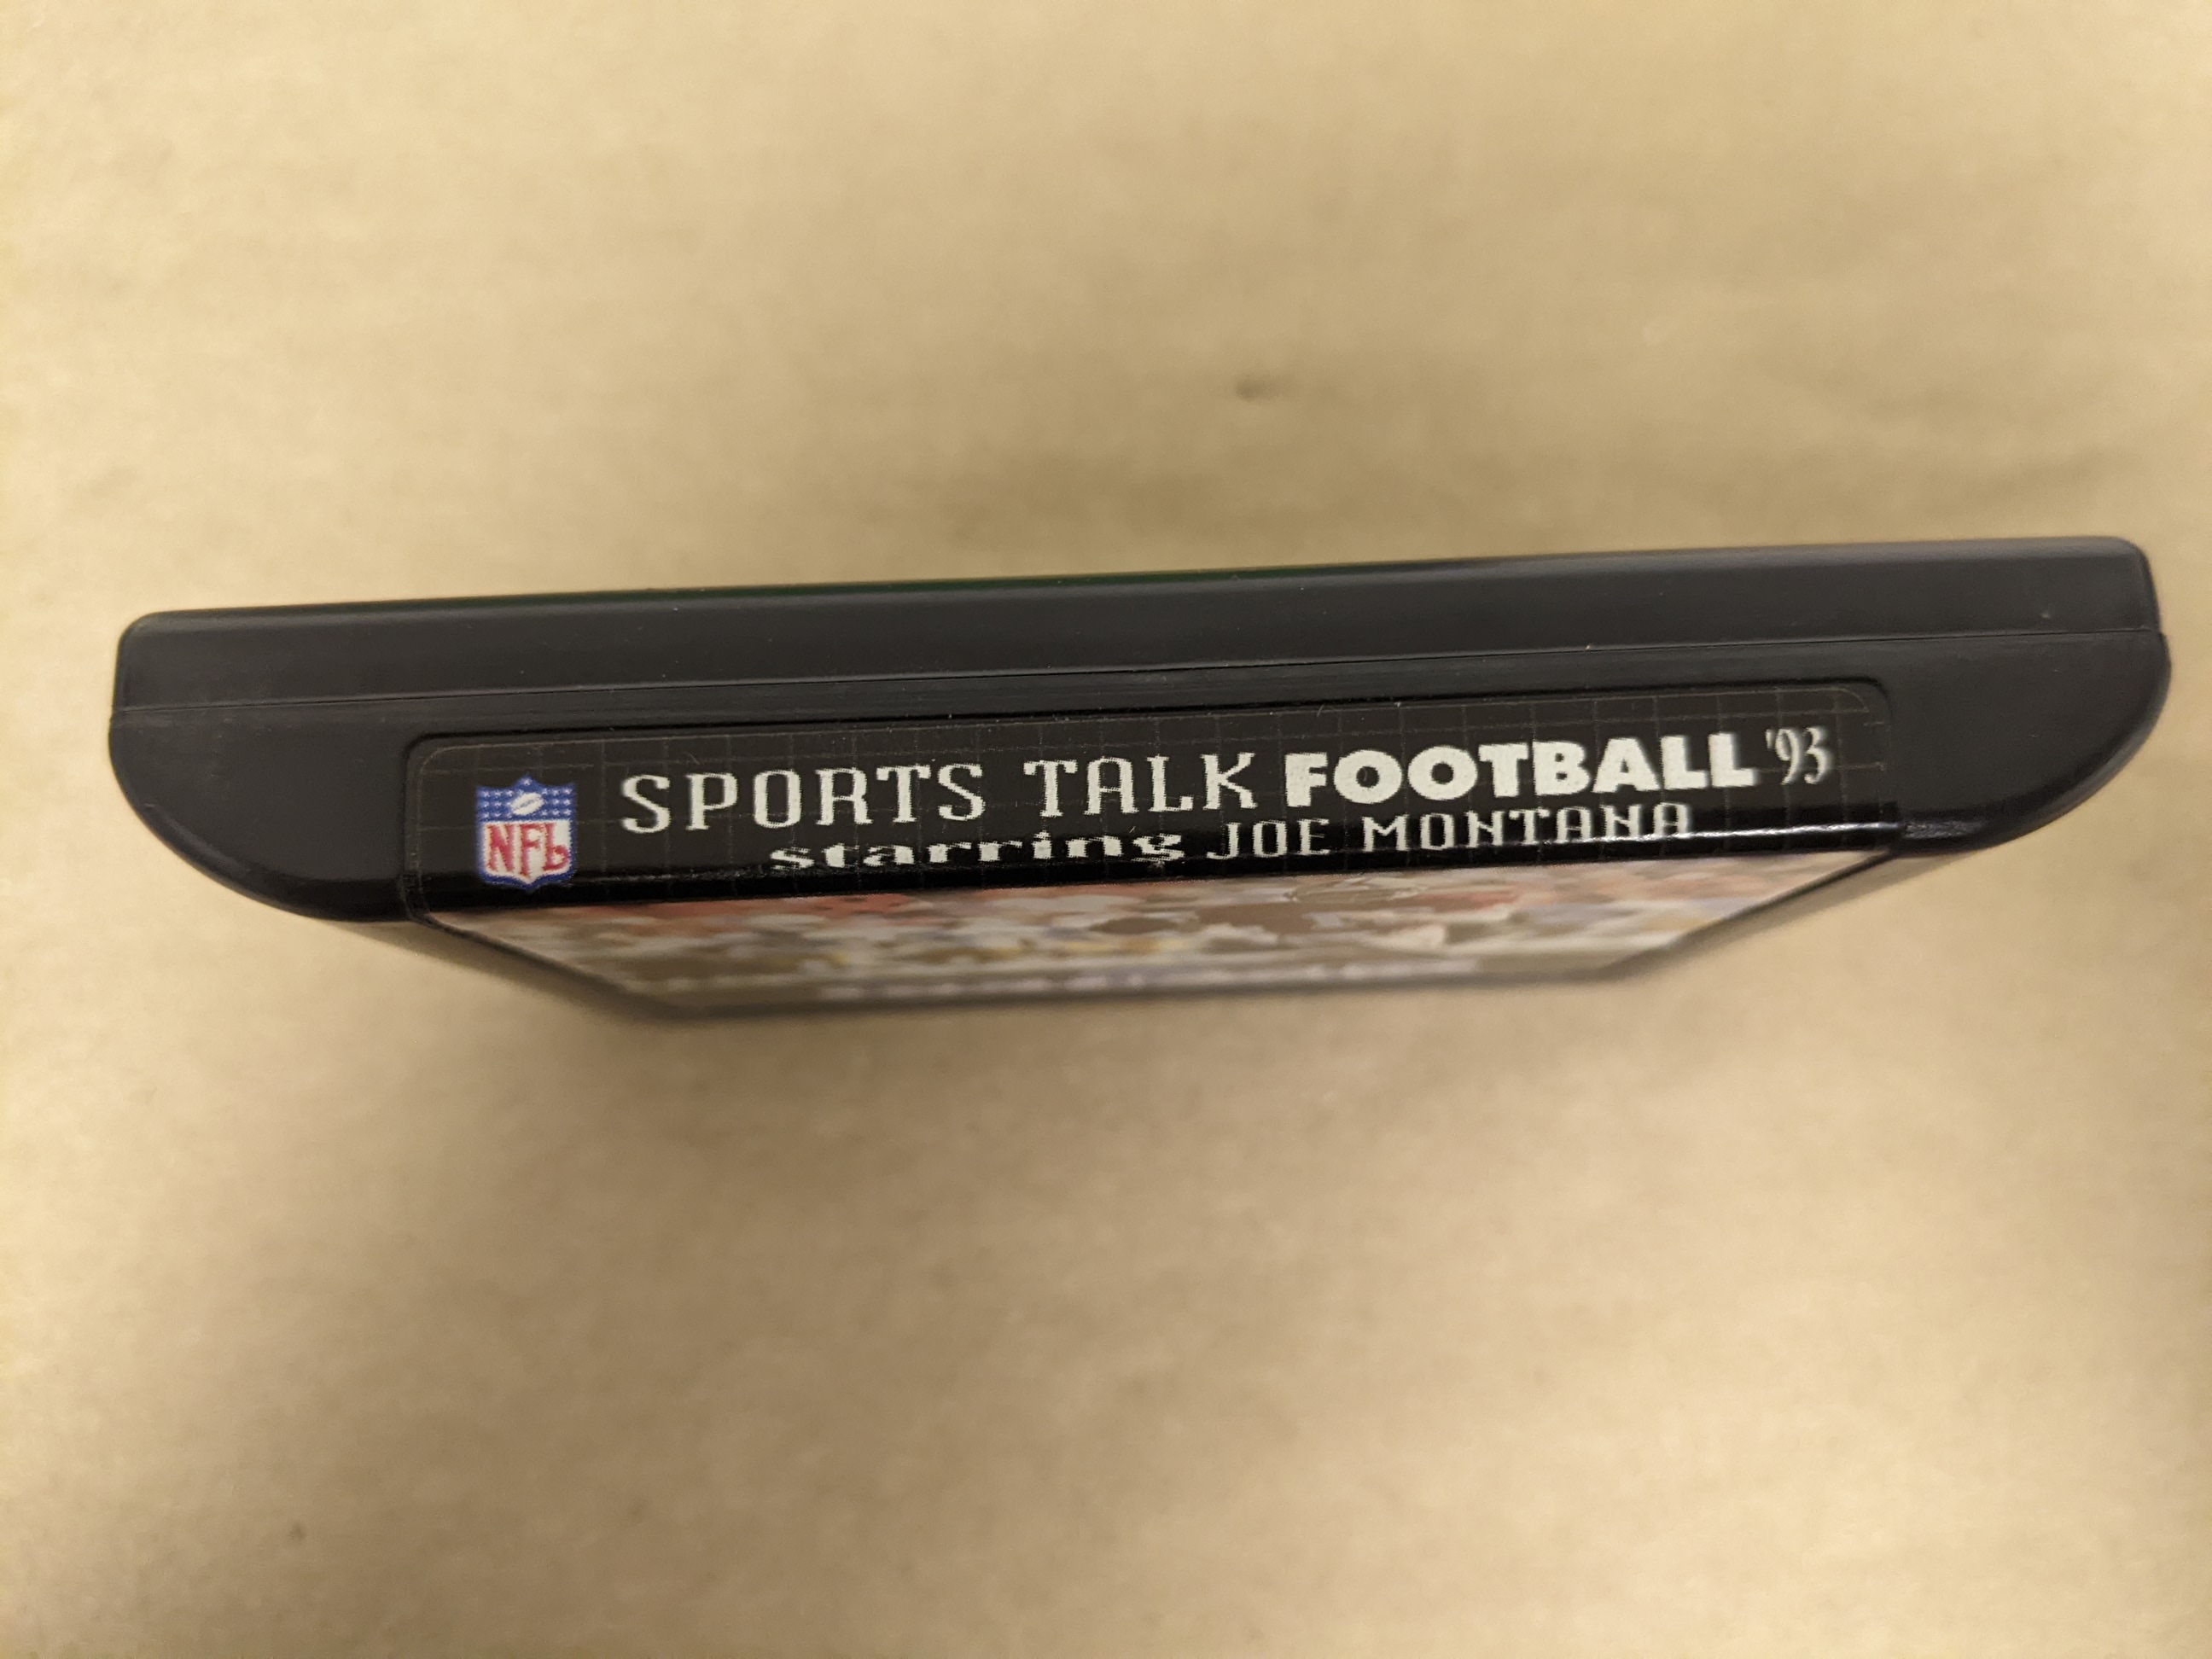 NFL
SPORTS TALK FOOTBALL '93
starring JOE MONTANA